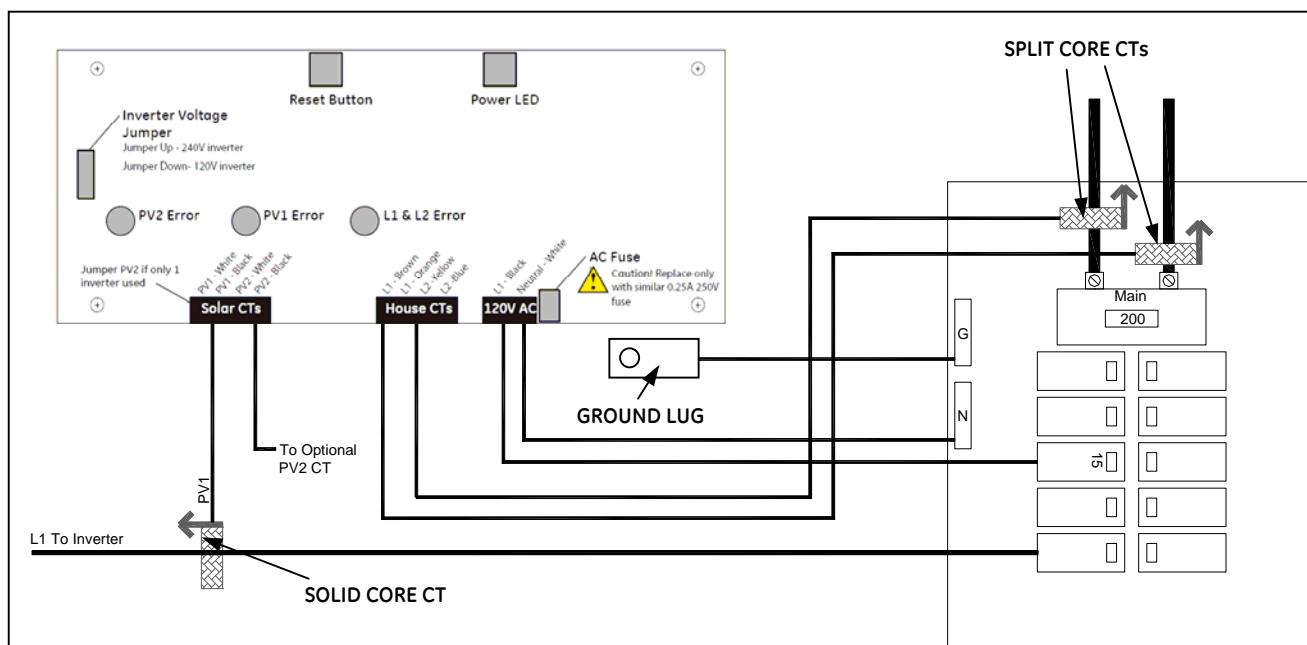 SPLIT CORE CTs
Reset Button
Power LED
Inverter Voltage
Jumper
Jumper Up - 240V inverter
Jumper Down- 120V inverter
PV2 Error
PV1 Error
L1 & L2 Error
Jumper PV2 if only 1
inverter used
PV1 - White
PV1 - Black
PV2 - White
PV2 - Black
L1 - Brown
L1 - Orange
L2 -Yellow
L2 -Blue
L1 - Black
Neutral - White
AC Fuse
Caution! Replace only
with similar 0.25A 250V
fuse
Solar CTs
House CTs
120V AC
Main
200
G
GROUND LUG
N
To Optional
PV2 CT
15
PV1
L1 To Inverter
SOLID CORE CT